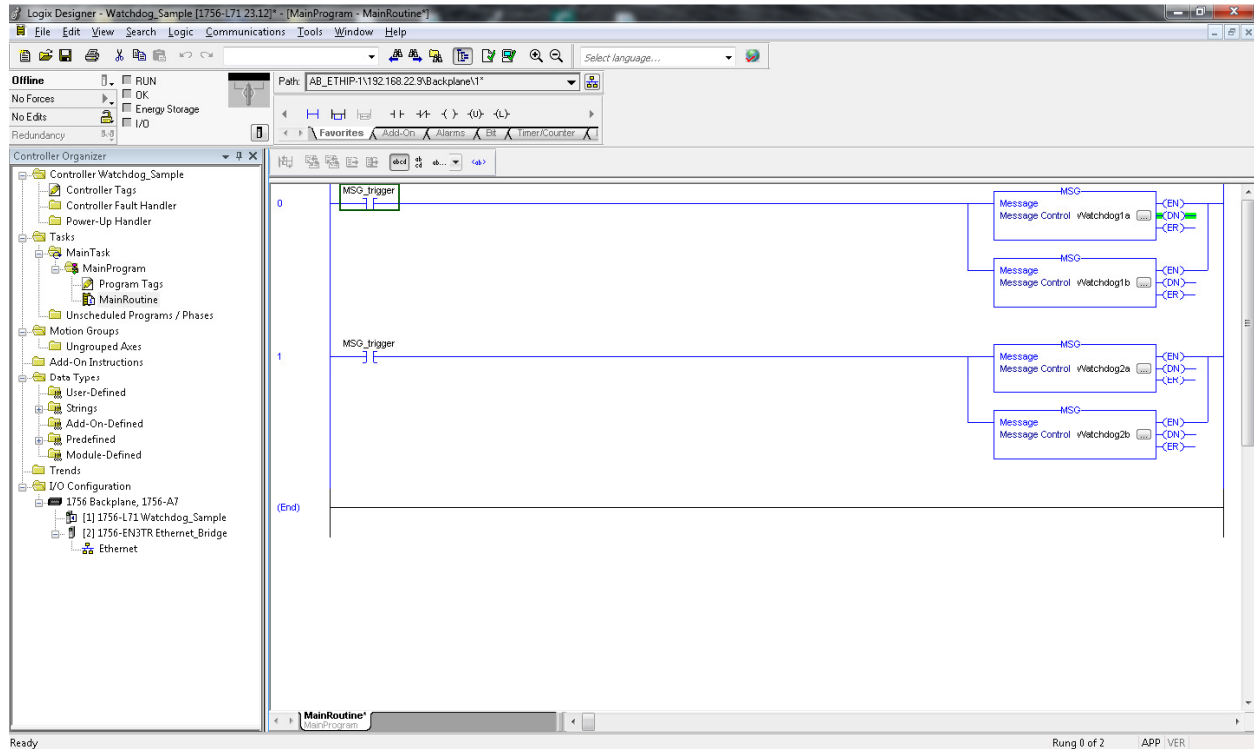 Logix Designer - Watchdog_Sample [1756-L71 23.12]* - [MainProgram - MainRoutine*]
File Edit View Search Logic Communications Tools Window Help
Select language...
Offline
RUN
Path: AB_ETHIP-1\192.168.22.9\Backplane\1*
No Forces
OK
No Edits
Energy Storage
Redundancy
I/O
Favorites Add-On Alarms Bit Timer/Counter
Controller Organizer
Controller Watchdog_Sample
Controller Tags
Controller Fault Handler
Power-Up Handler
Tasks
MainTask
MainProgram
Program Tags
MainRoutine
Unscheduled Programs / Phases
Motion Groups
Ungrouped Axes
Add-On Instructions
Data Types
User-Defined
Strings
Add-On-Defined
Predefined
Module-Defined
Trends
I/O Configuration
1756 Backplane, 1756-A7
[1] 1756-L71 Watchdog_Sample
[2] 1756-EN3TR Ethernet_Bridge
Ethernet
0
MSG_trigger
MSG
Message
Message Control Watchdog1a ...
(EN)
(DN)
(ER)
MSG
Message
Message Control Watchdog1b ...
(EN)
(DN)
(ER)
1
MSG_trigger
MSG
Message
Message Control Watchdog2a ...
(EN)
(DN)
(ER)
MSG
Message
Message Control Watchdog2b ...
(EN)
(DN)
(ER)
(End)
MainRoutine*
MainProgram
Ready
Rung 0 of 2 APP VER